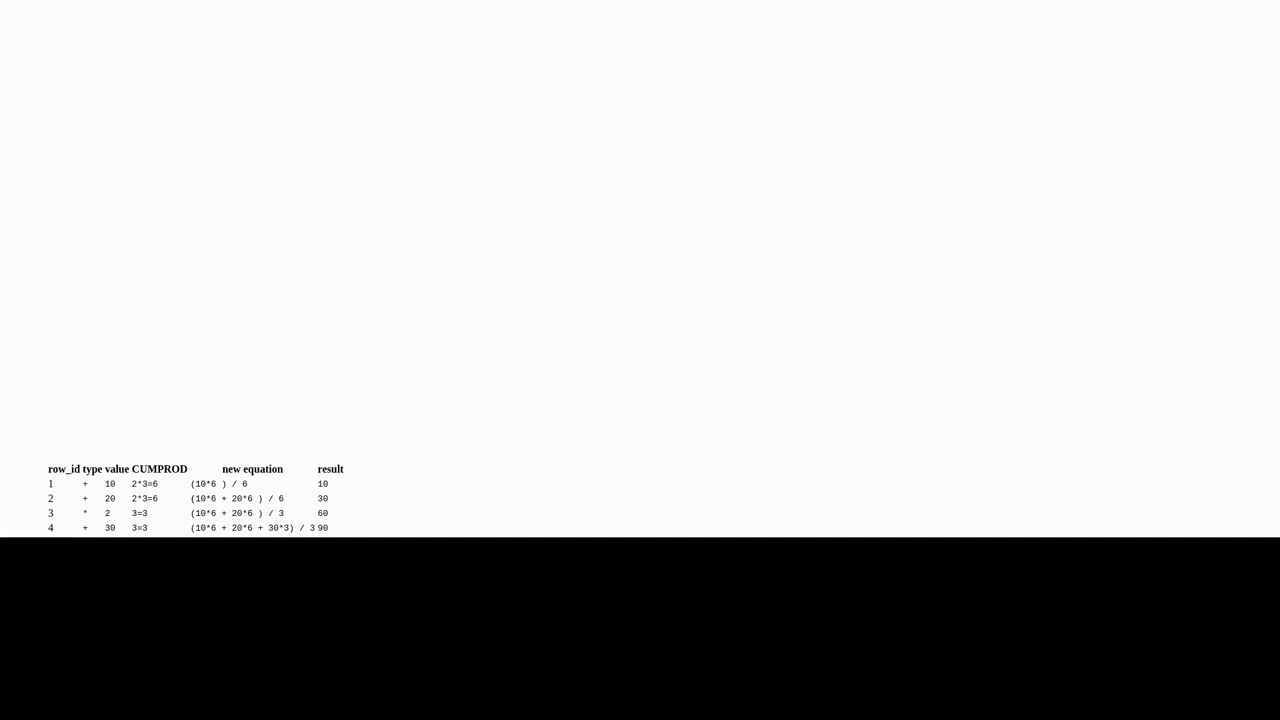 row_id type value CUMPROD new equation result
1 + 10 2*3=6 (10*6 ) / 6 10
2 + 20 2*3=6 (10*6 + 20*6 ) / 6 30
3 * 2 3=3 (10*6 + 20*6 ) / 3 60
4 + 30 3=3 (10*6 + 20*6 + 30*3) / 3 90